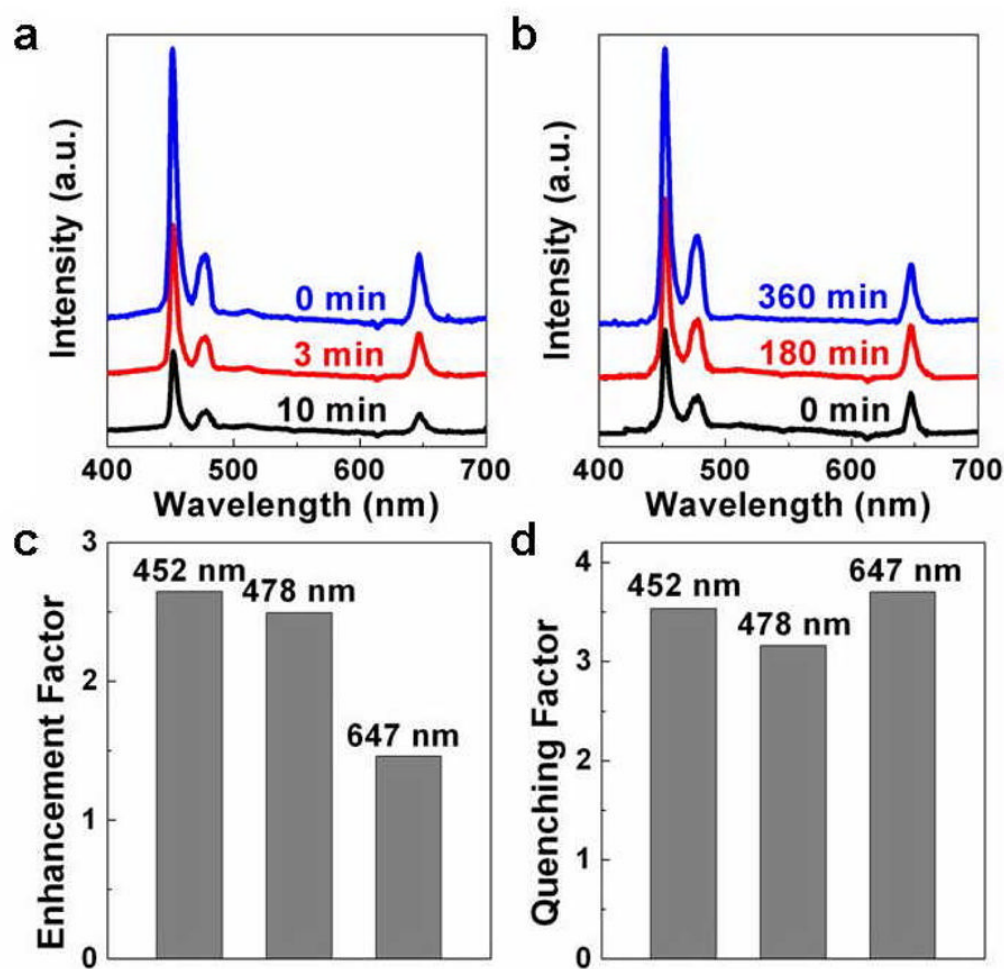 a
Intensity (a.u.)
0 min
3 min
10 min
400 500 600 700
Wavelength (nm)
b
Intensity (a.u.)
360 min
180 min
0 min
400 500 600 700
Wavelength (nm)
c
Enhancement Factor
3
2
1
0
452 nm
478 nm
647 nm
d
Quenching Factor
4
3
2
1
0
452 nm
478 nm
647 nm